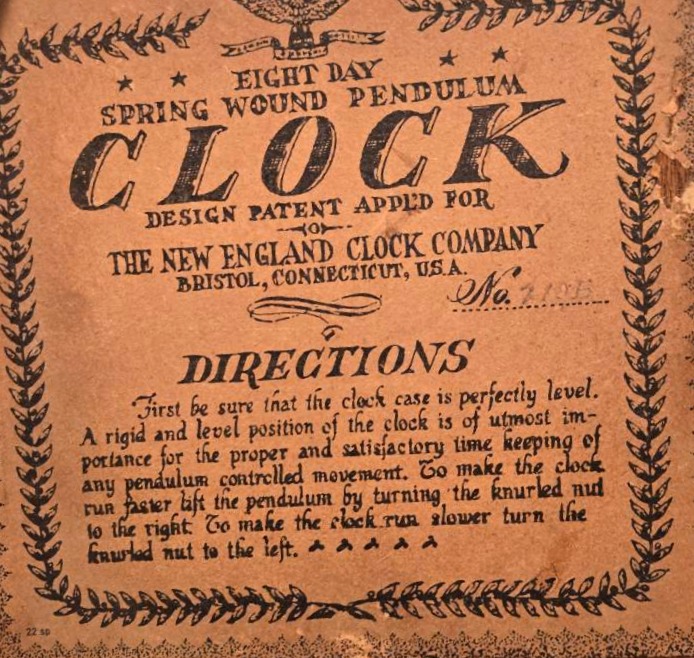 EIGHT DAY
SPRING WOUND PENDULUM
CLOCK
DESIGN PATENT APPL'D FOR
THE NEW ENGLAND CLOCK COMPANY
BRISTOL, CONNECTICUT, U.S.A.
No.
DIRECTIONS
First be sure that the clock case is perfectly level.
A rigid and level position of the clock is of utmost im-
portance for the proper and satisfactory time keeping of
any pendulum controlled movement. To make the clock
run faster lift the pendulum by turning the knurled nut
to the right. To make the clock run slower turn the
knurled nut to the left.
22 SP